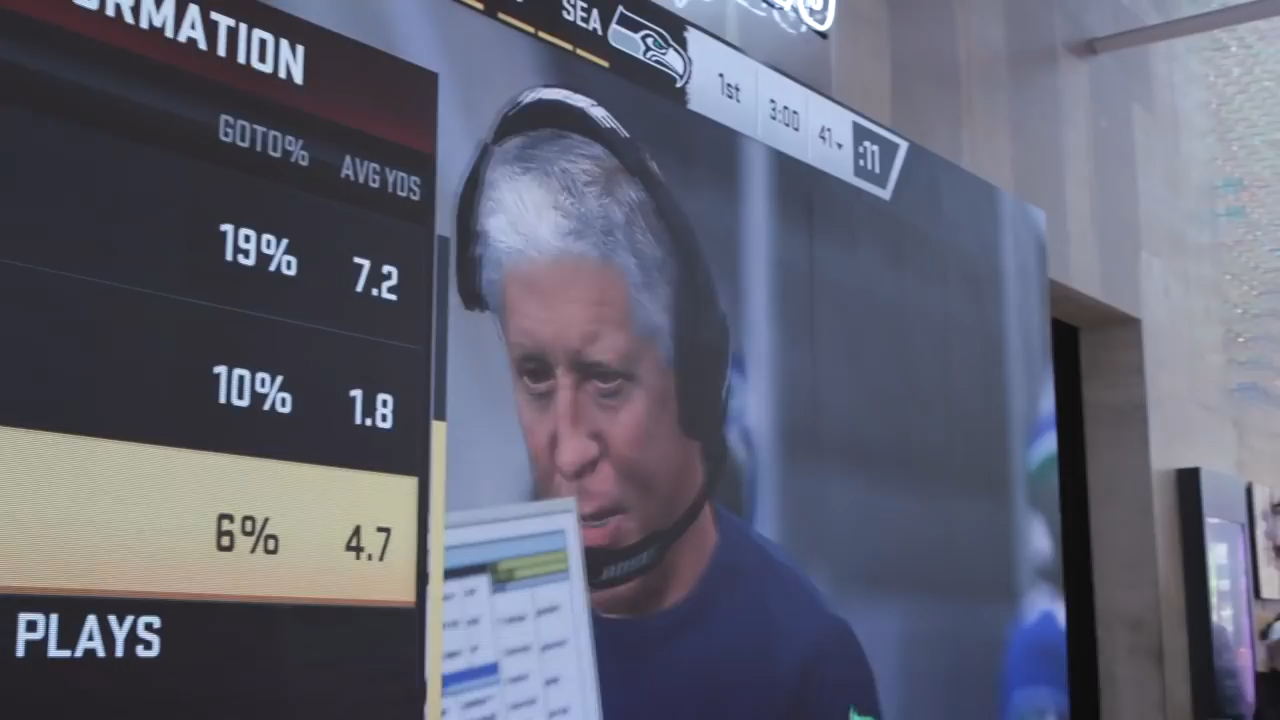 ORMATION
GOTO% AVG YDS
19% 7.2
10% 1.8
6% 4.7
PLAYS
SEA 1st 3:00 41 :11